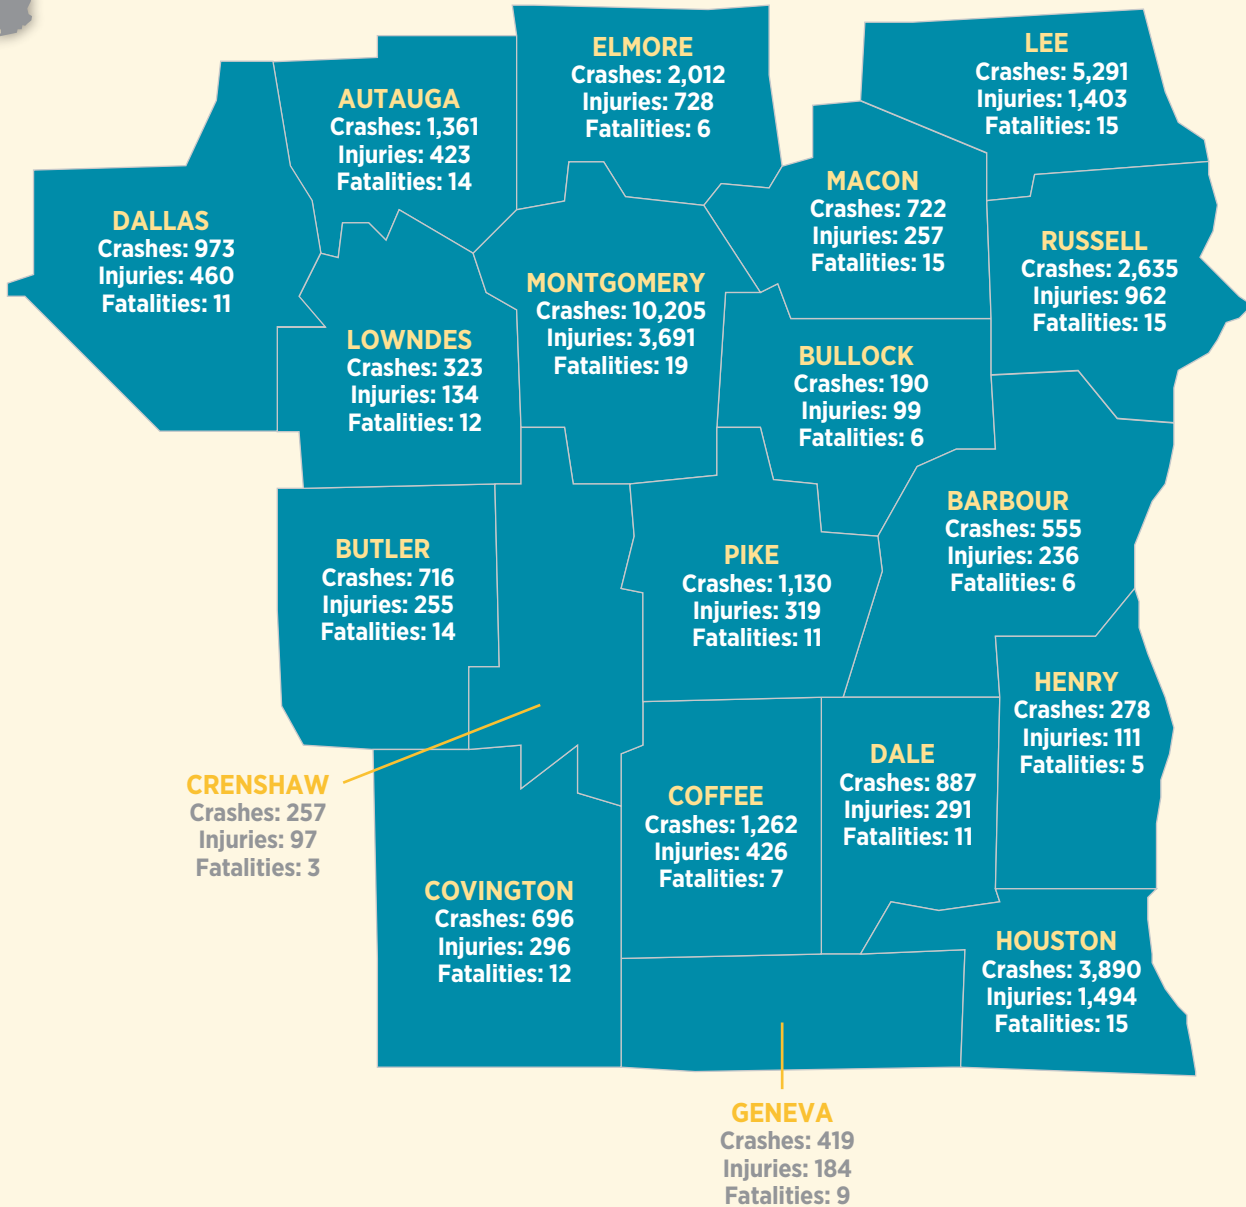 ELMORE
Crashes: 2,012
Injuries: 728
Fatalities: 6
LEE
Crashes: 5,291
Injuries: 1,403
Fatalities: 15
AUTAUGA
Crashes: 1,361
Injuries: 423
Fatalities: 14
MACON
Crashes: 722
Injuries: 257
Fatalities: 15
DALLAS
Crashes: 973
Injuries: 460
Fatalities: 11
RUSSELL
Crashes: 2,635
Injuries: 962
Fatalities: 15
MONTGOMERY
Crashes: 10,205
Injuries: 3,691
Fatalities: 19
LOWNDES
Crashes: 323
Injuries: 134
Fatalities: 12
BULLOCK
Crashes: 190
Injuries: 99
Fatalities: 6
BARBOUR
Crashes: 555
Injuries: 236
Fatalities: 6
BUTLER
Crashes: 716
Injuries: 255
Fatalities: 14
PIKE
Crashes: 1,130
Injuries: 319
Fatalities: 11
HENRY
Crashes: 278
Injuries: 111
Fatalities: 5
DALE
Crashes: 887
Injuries: 291
Fatalities: 11
CRENSHAW
Crashes: 257
Injuries: 97
Fatalities: 3
COFFEE
Crashes: 1,262
Injuries: 426
Fatalities: 7
COVINGTON
Crashes: 696
Injuries: 296
Fatalities: 12
HOUSTON
Crashes: 3,890
Injuries: 1,494
Fatalities: 15
GENEVA
Crashes: 419
Injuries: 184
Fatalities: 9